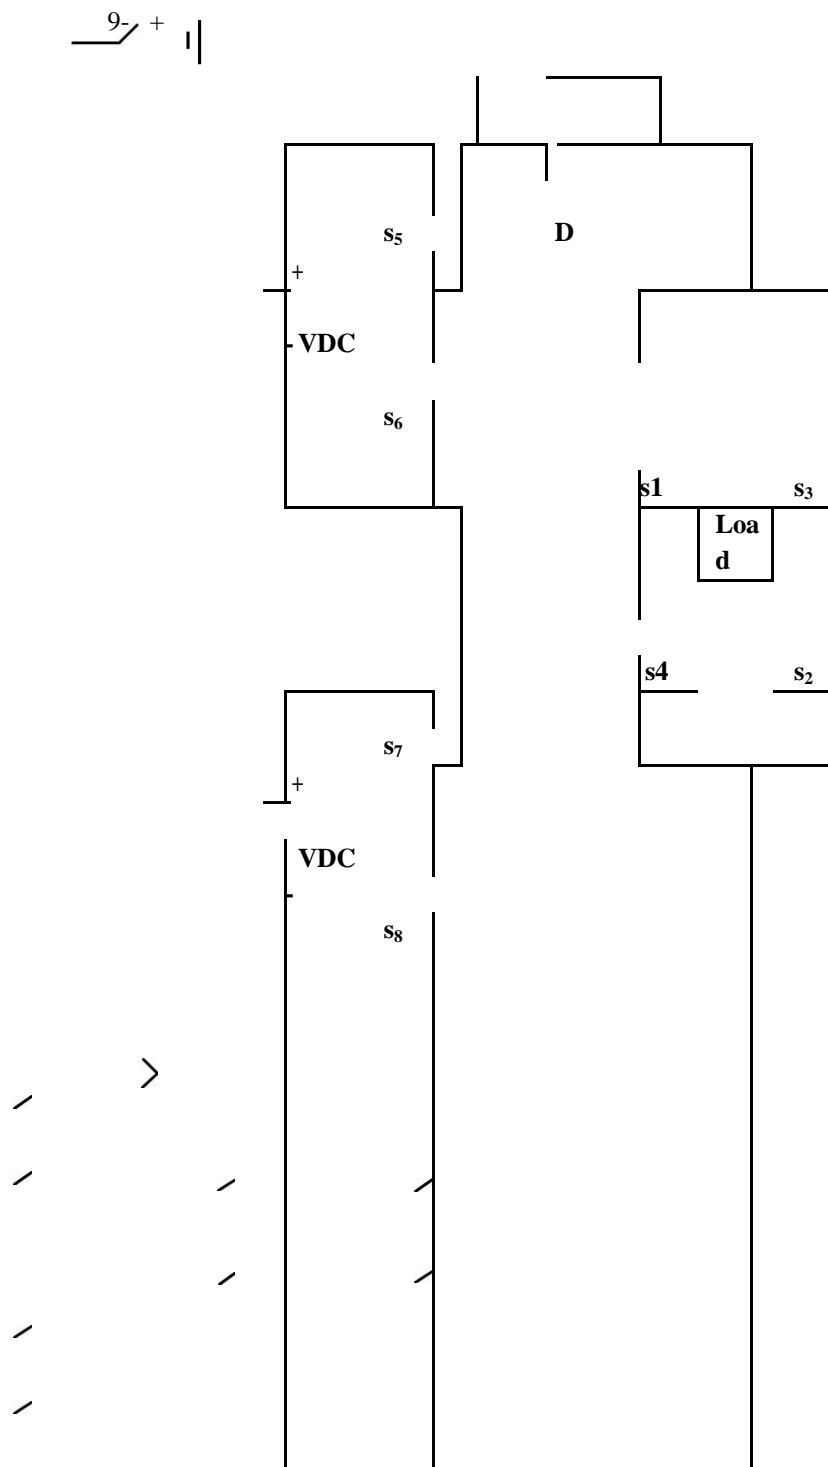 9- +
s₅ D
+
VDC
s₆
s1 s₃
Loa
d
s4 s₂
s₇
+
VDC
s₈